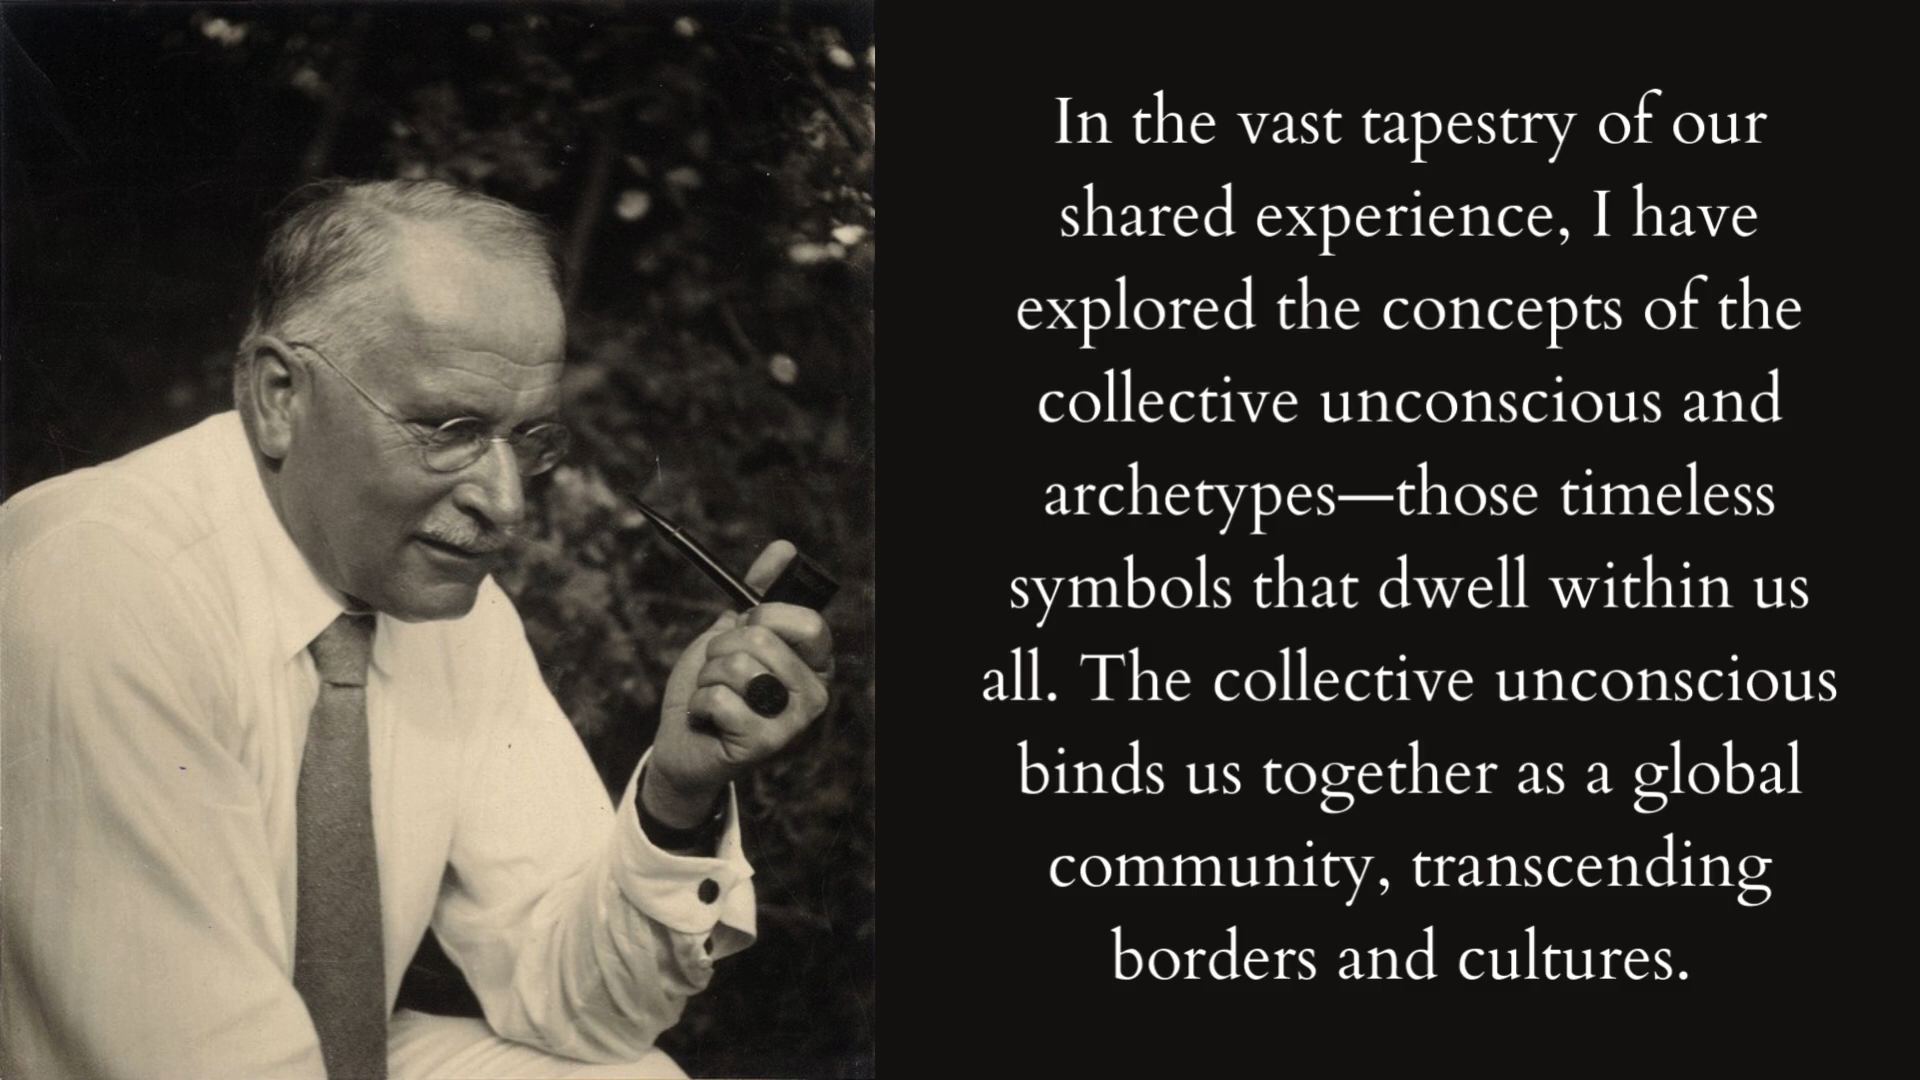 In the vast tapestry of our
shared experience, I have
explored the concepts of the
collective unconscious and
archetypes—those timeless
symbols that dwell within us
all. The collective unconscious
binds us together as a global
community, transcending
borders and cultures.